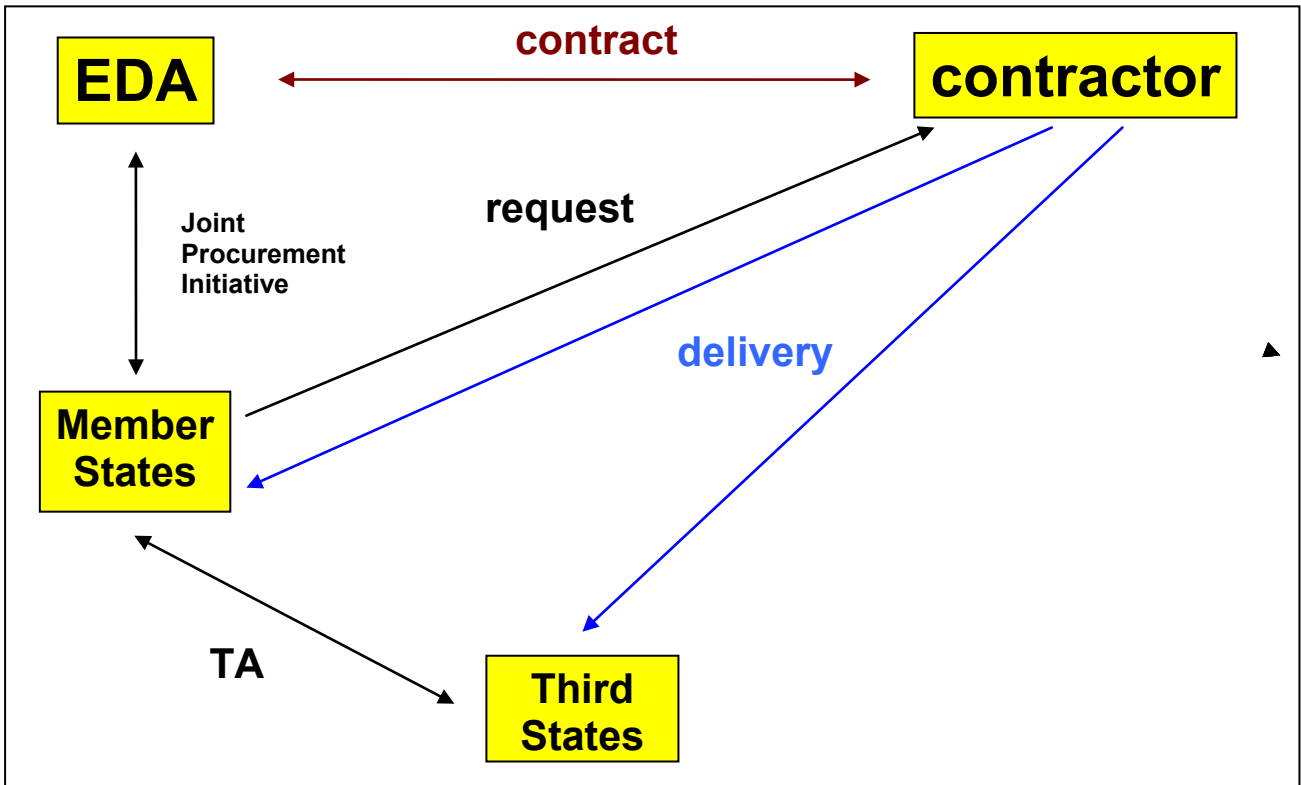 contract
EDA
contractor
request
Joint
Procurement
Initiative
delivery
Member
States
TA
Third
States